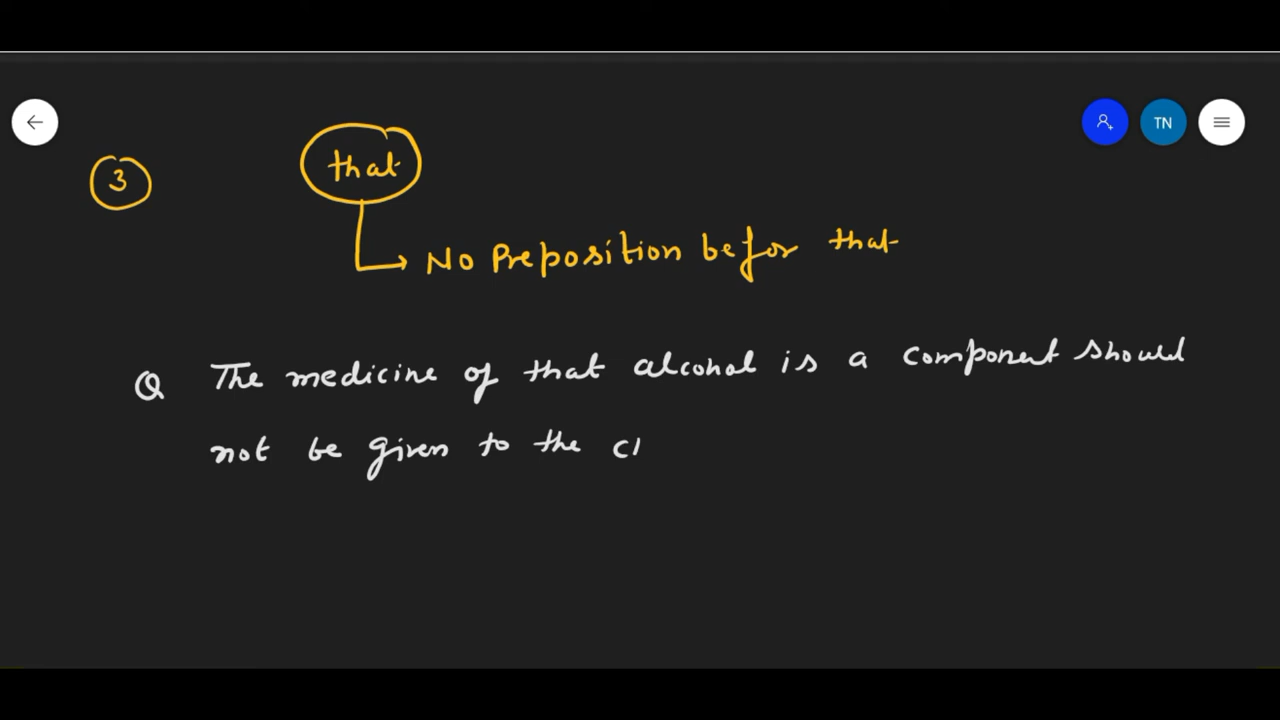 TN
3
that
No Preposition befor that
Q The medicine of that alcohol is a component should
not be given to the